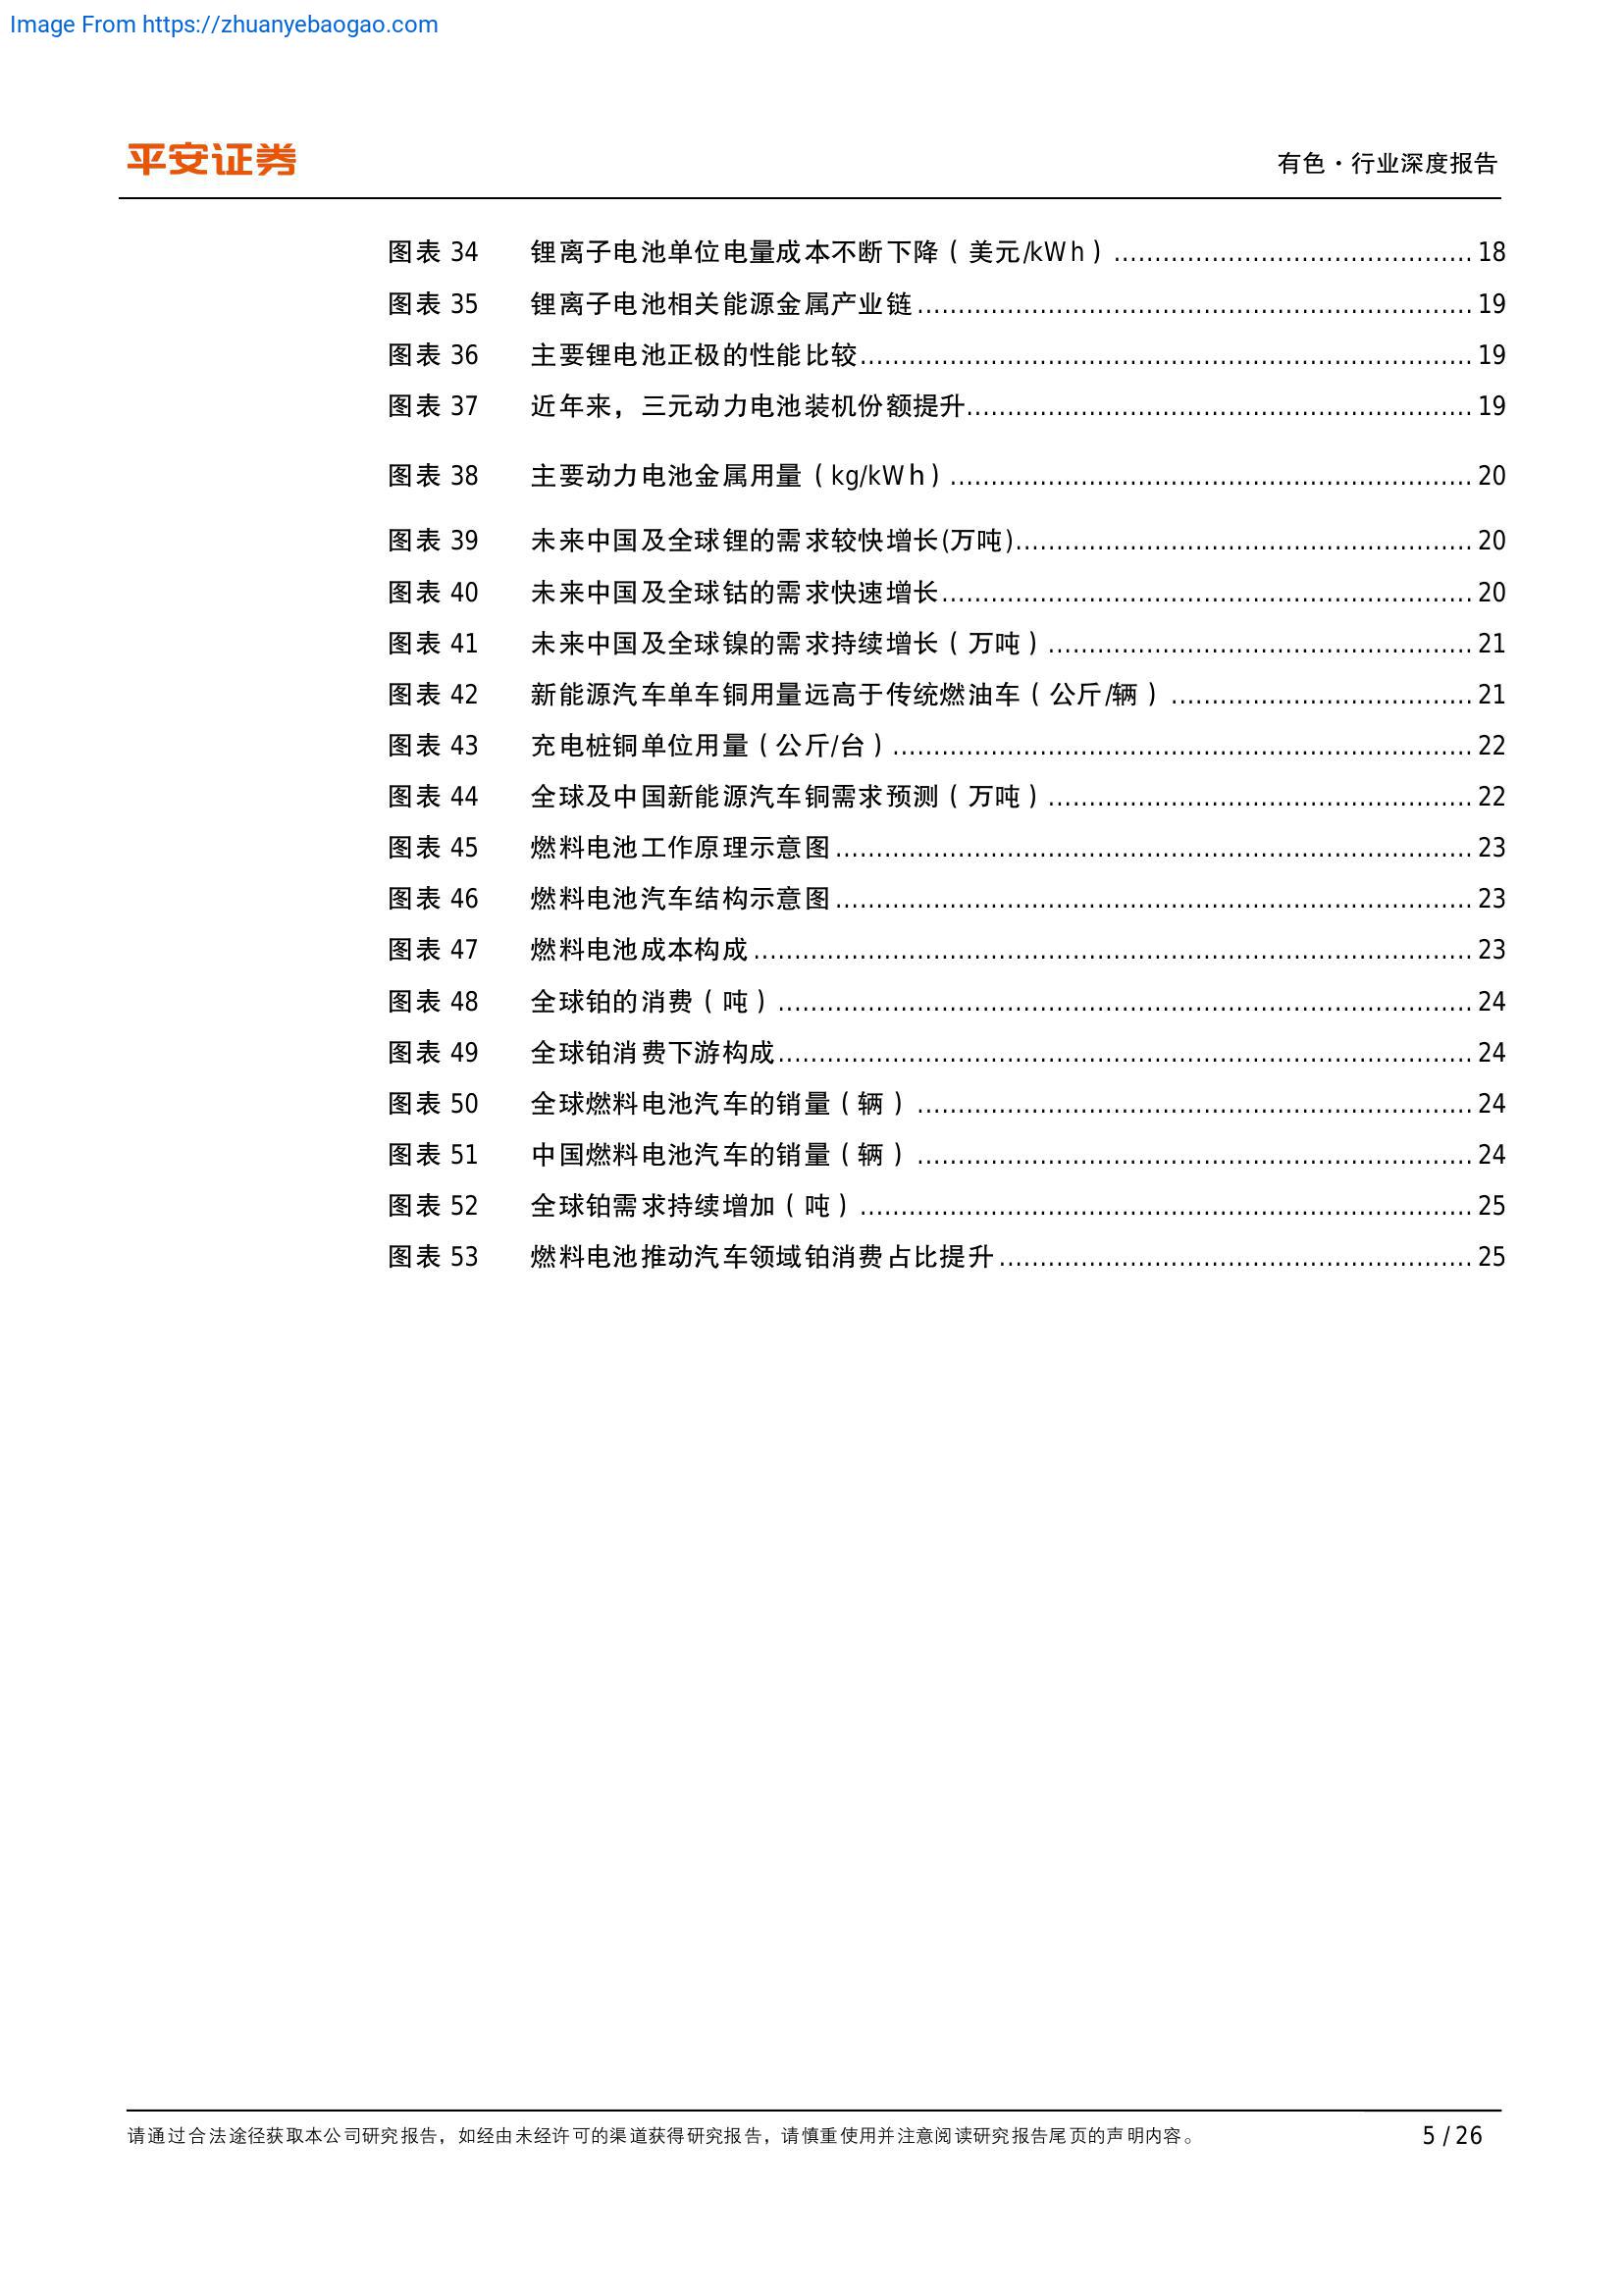 Image From https://zhuanyebaogao.com
平安证券
有色·行业深度报告
图表 34 锂离子电池单位电量成本不断下降（美元/kWh）........................................... 18
图表 35 锂离子电池相关能源金属产业链................................................................... 19
图表 36 主要锂电池正极的性能比较.......................................................................... 19
图表 37 近年来，三元动力电池装机份额提升............................................................. 19
图表 38 主要动力电池金属用量（kg/kWh）............................................................... 20
图表 39 未来中国及全球锂的需求较快增长(万吨)....................................................... 20
图表 40 未来中国及全球钴的需求快速增长................................................................ 20
图表 41 未来中国及全球镍的需求持续增长（万吨）................................................... 21
图表 42 新能源汽车单车铜用量远高于传统燃油车（公斤/辆）.................................... 21
图表 43 充电桩铜单位用量（公斤/台）...................................................................... 22
图表 44 全球及中国新能源汽车铜需求预测（万吨）................................................... 22
图表 45 燃料电池工作原理示意图............................................................................. 23
图表 46 燃料电池汽车结构示意图............................................................................. 23
图表 47 燃料电池成本构成....................................................................................... 23
图表 48 全球铂的消费（吨）.................................................................................... 24
图表 49 全球铂消费下游构成.................................................................................... 24
图表 50 全球燃料电池汽车的销量（辆）................................................................... 24
图表 51 中国燃料电池汽车的销量（辆）................................................................... 24
图表 52 全球铂需求持续增加（吨）.......................................................................... 25
图表 53 燃料电池推动汽车领域铂消费占比提升......................................................... 25
请通过合法途径获取本公司研究报告，如经由未经许可的渠道获得研究报告，请慎重使用并注意阅读研究报告尾页的声明内容。 5 / 26